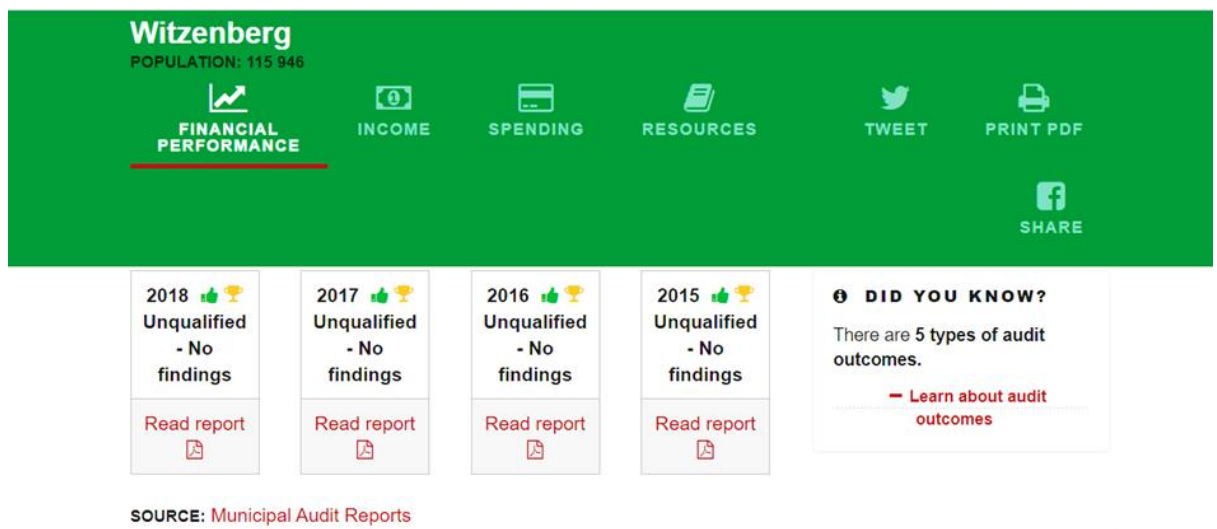 Witzenberg
POPULATION: 115 946
FINANCIAL
PERFORMANCE
INCOME
SPENDING
RESOURCES
TWEET
PRINT PDF
SHARE
2018
Unqualified
- No
findings
Read report
2017
Unqualified
- No
findings
Read report
2016
Unqualified
- No
findings
Read report
2015
Unqualified
- No
findings
Read report
DID YOU KNOW?
There are 5 types of audit
outcomes.
Learn about audit
outcomes
SOURCE: Municipal Audit Reports